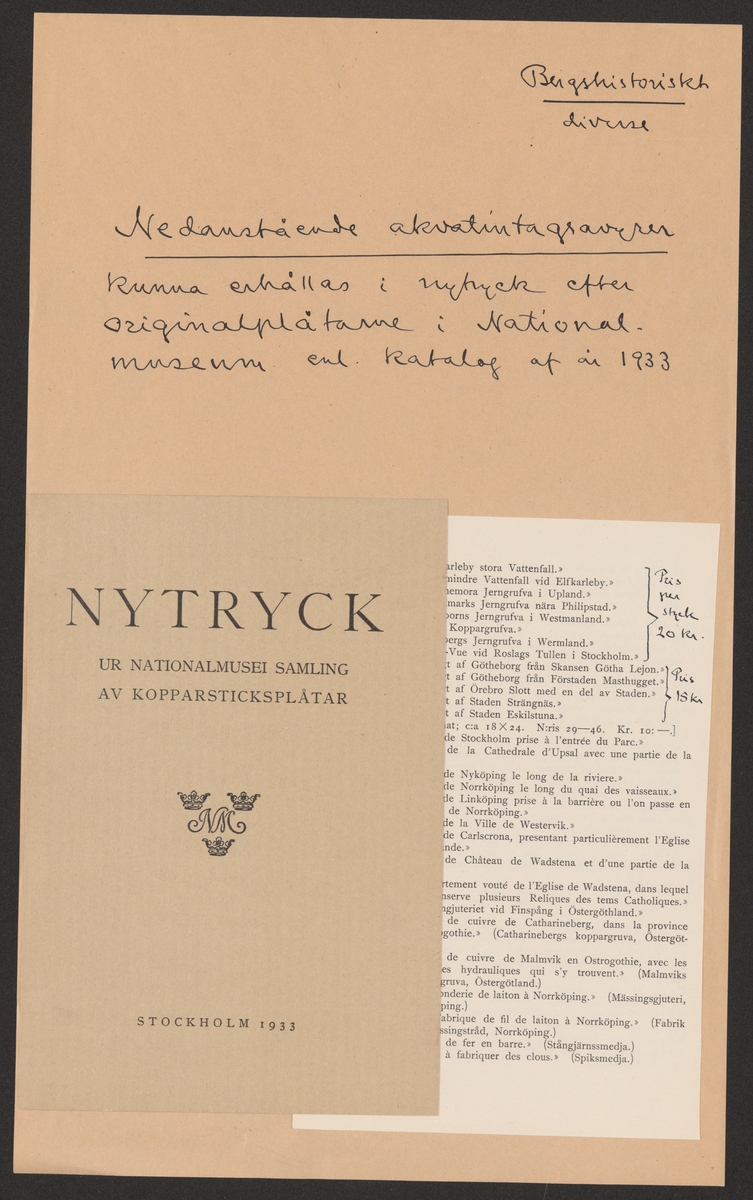 Bergshistoriskt
diverse
Nedanstående akvatintagravyrer
kunna erhållas i nytryck efter
originalplåtarne i National-
museum enl. katalog af år 1933
NYTRYCK
UR NATIONALMUSEI SAMLING
AV KOPPARSTICKSPLÅTAR
NM
STOCKHOLM 1933
arleby stora Vattenfall.»
mindre Vattenfall vid Elfkarleby.»
emora Jerngrufva i Upland.»
marks Jerngrufva nära Philipstad.»
orns Jerngrufva i Westmanland.»
Koppargrufva.»
bergs Jerngrufva i Wermland.»
-Vue vid Roslags Tullen i Stockholm.»
Pris
per
styck
20 kr.
t af Götheborg från Skansen Götha Lejon.»
t af Götheborg från Förstaden Masthugget.»
t af Örebro Slott med en del av Staden.»
t af Staden Strängnäs.»
t af Staden Eskilstuna.»
Pris
18 kr
at; c:a 18×24. N:ris 29—46. Kr. 10: —.]
de Stockholm prise à l'entrée du Parc.»
de la Cathedrale d'Upsal avec une partie de la
de Nyköping le long de la riviere.»
de Norrköping le long du quai des vaisseaux.»
de Linköping prise à la barrière ou l'on passe en
de Norrköping.»
de la Ville de Westervik.»
de Carlscrona, presentant particulièrement l'Eglise
nde.»
de Château de Wadstena et d'une partie de la
rtement vouté de l'Eglise de Wadstena, dans lequel
nserve plusieurs Reliques des tems Catholiques.»
ngjuteriet vid Finspång i Östergöthland.»
de cuivre de Catharineberg, dans la province
ogothie.» (Catharinebergs koppargruva, Östergöt-
de cuivre de Malmvik en Ostrogothie, avec les
es hydrauliques qui s'y trouvent.» (Malmviks
gruva, Östergötland.)
onderie de laiton à Norrköping.» (Mässingsgjuteri,
ping.)
abrique de fil de laiton à Norrköping.» (Fabrik
ssingstråd, Norrköping.)
de fer en barre.» (Stångjärnssmedja.)
à fabriquer des clous.» (Spiksmedja.)